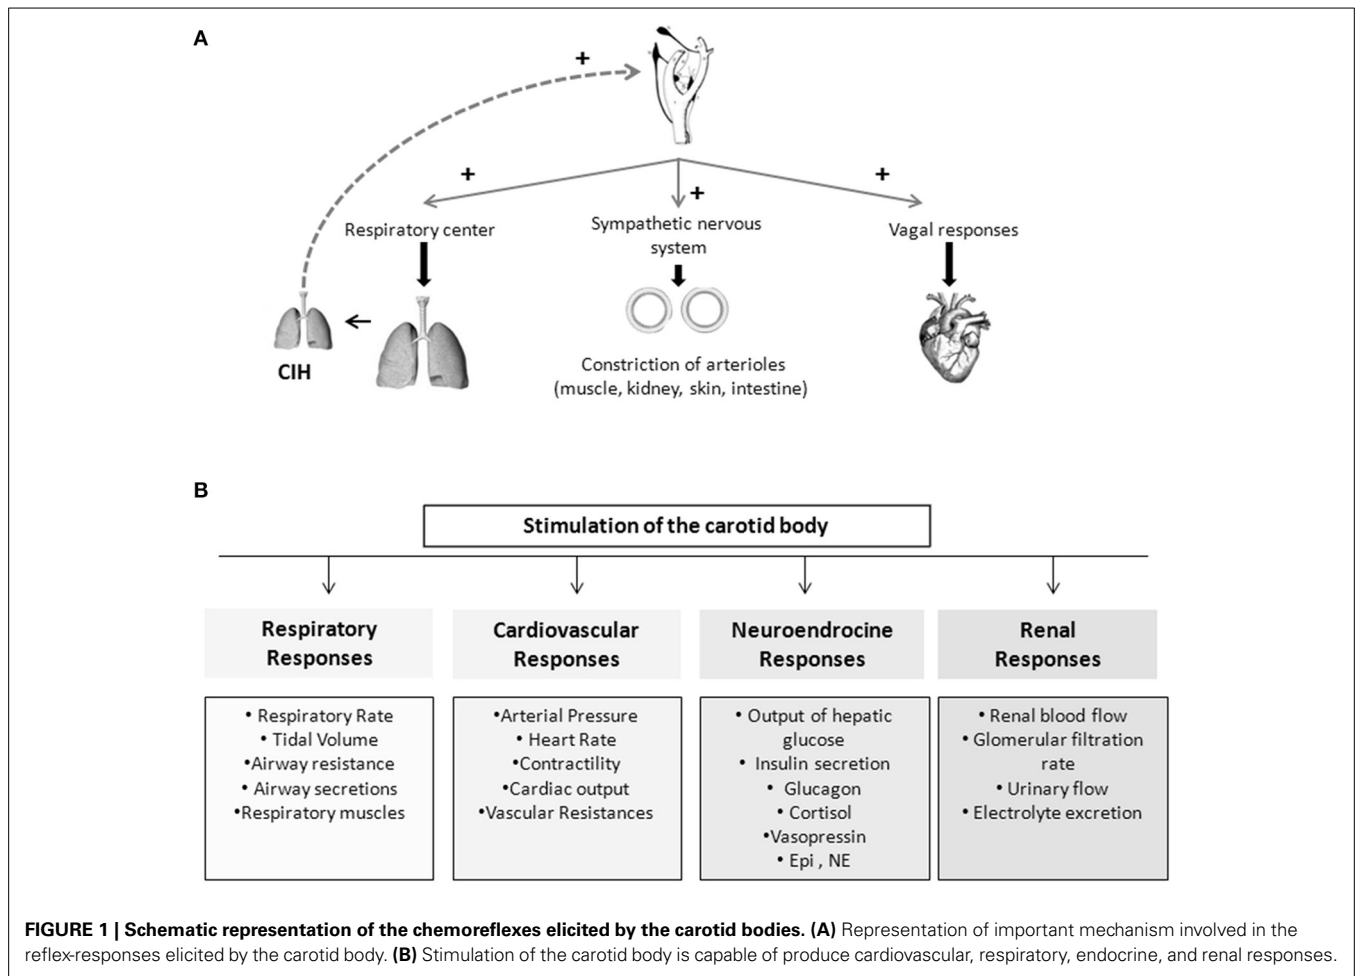 A
+
+
+
+
Respiratory center
Sympathetic nervous
system
Vagal responses
CIH
Constriction of arterioles
(muscle, kidney, skin, intestine)
B
Stimulation of the carotid body
Respiratory
Responses
• Respiratory Rate
• Tidal Volume
•Airway resistance
• Airway secretions
•Respiratory muscles
Cardiovascular
Responses
•Arterial Pressure
• Heart Rate
•Contractility
•Cardiac output
•Vascular Resistances
Neuroendocrine
Responses
• Output of hepatic
glucose
• Insulin secretion
• Glucagon
• Cortisol
•Vasopressin
• Epi , NE
Renal
Responses
• Renal blood flow
• Glomerular filtration
rate
• Urinary flow
• Electrolyte excretion
FIGURE 1 | Schematic representation of the chemoreflexes elicited by the carotid bodies. (A) Representation of important mechanism involved in the
reflex-responses elicited by the carotid body. (B) Stimulation of the carotid body is capable of produce cardiovascular, respiratory, endocrine, and renal responses.